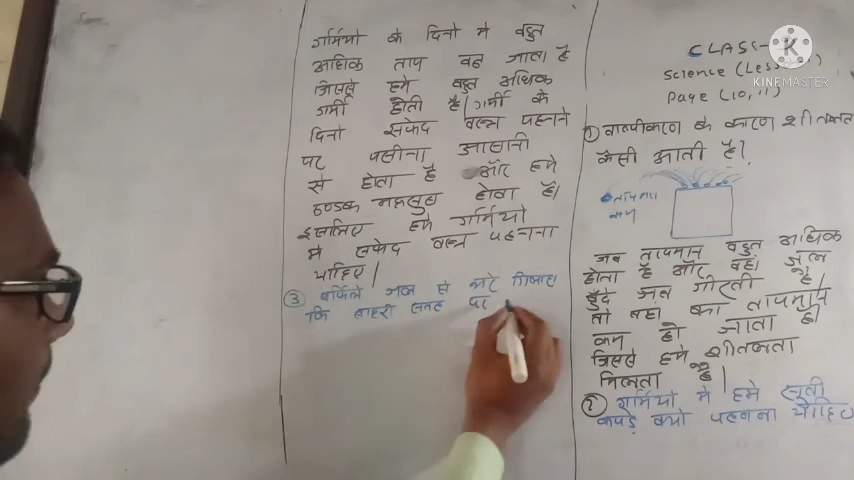 CLASS-
Science (Less
Page (10, 11)
① वाष्पीकरण के कारण शीतलता
कैसी आती है?
तापमान
कम
जब तापमान बहुत अधिक
होता है और वहा जल
बुँदे जब गीरती है
तो वहा का तापमान
कम हो जाता है।
जिससे हमे शीतलता
मिलता है|
② गर्मियो मे हमे सूती
कपड़े क्यो पहनना चाहिए
गर्मियो के दिनो मे बहुत
अधिक ताप बढ जाता है
जिससे हमे बहुत अधिक
गर्मी होती है| गर्मी के
दिनो सफेद वस्त्र पहनने
पर पसीना आसानी
से होता है और हमे
ठण्डक महसुस होता है।
इसलिए हमे गर्मियो
मे सफेद वस्त्र पहनना
चाहिए|
③ बर्फिले जल से भरे गिलास
कि बाहरी सतह पर
K
KINEMASTER